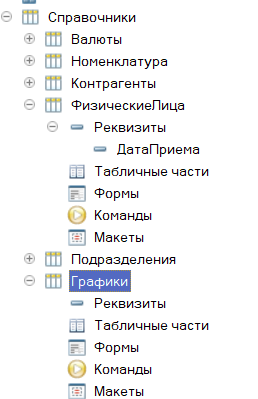 Справочники
Валюты
Номенклатура
Контрагенты
ФизическиеЛица
Реквизиты
ДатаПриема
Табличные части
Формы
Команды
Макеты
Подразделения
Графики
Реквизиты
Табличные части
Формы
Команды
Макеты